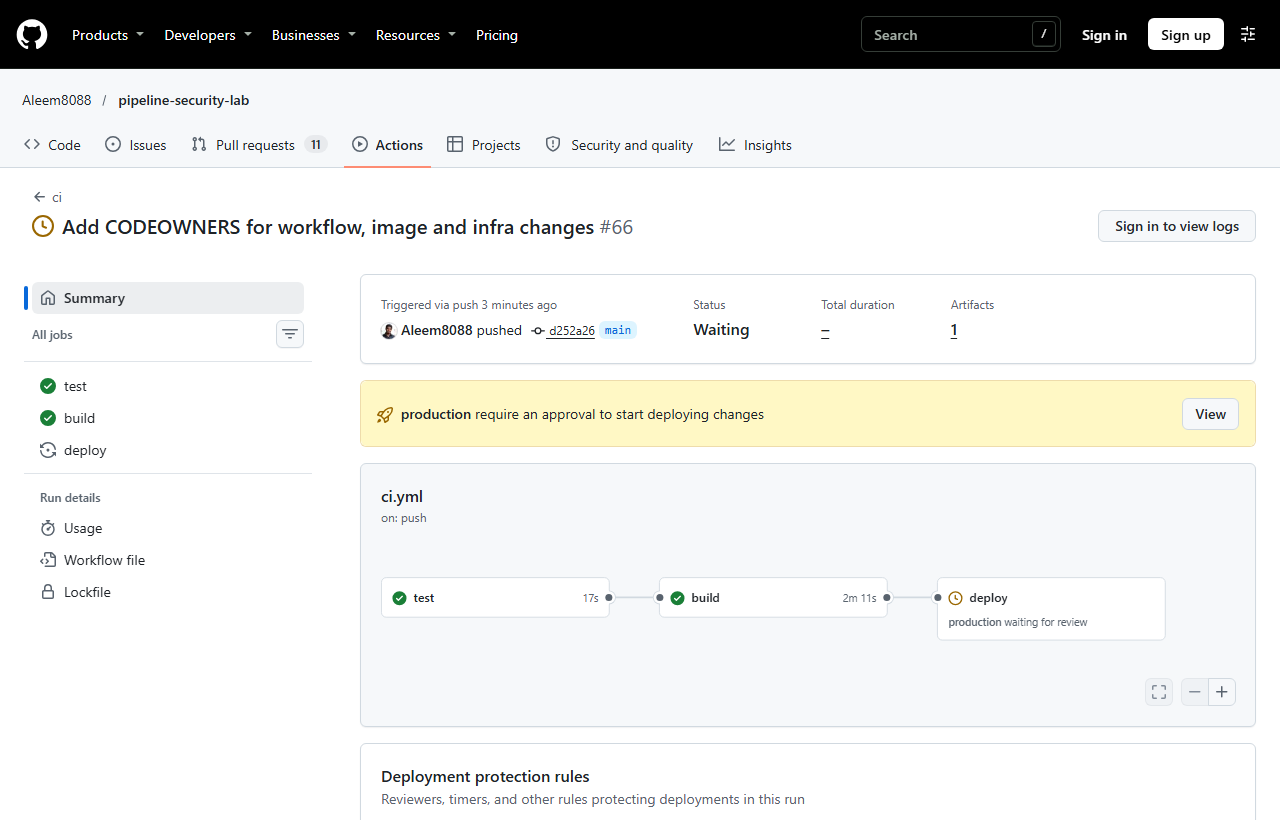 Products Developers Businesses Resources Pricing Search / Sign in Sign up
Aleem8088 / pipeline-security-lab
Code Issues Pull requests 11 Actions Projects Security and quality Insights
ci
Add CODEOWNERS for workflow, image and infra changes #66
Sign in to view logs
Summary
All jobs
test
build
deploy
Run details
Usage
Workflow file
Lockfile
Triggered via push 3 minutes ago
Aleem8088 pushed d252a26 main
Status
Waiting
Total duration
–
Artifacts
1
production require an approval to start deploying changes
View
ci.yml
on: push
test 17s
build 2m 11s
deploy
production waiting for review
Deployment protection rules
Reviewers, timers, and other rules protecting deployments in this run